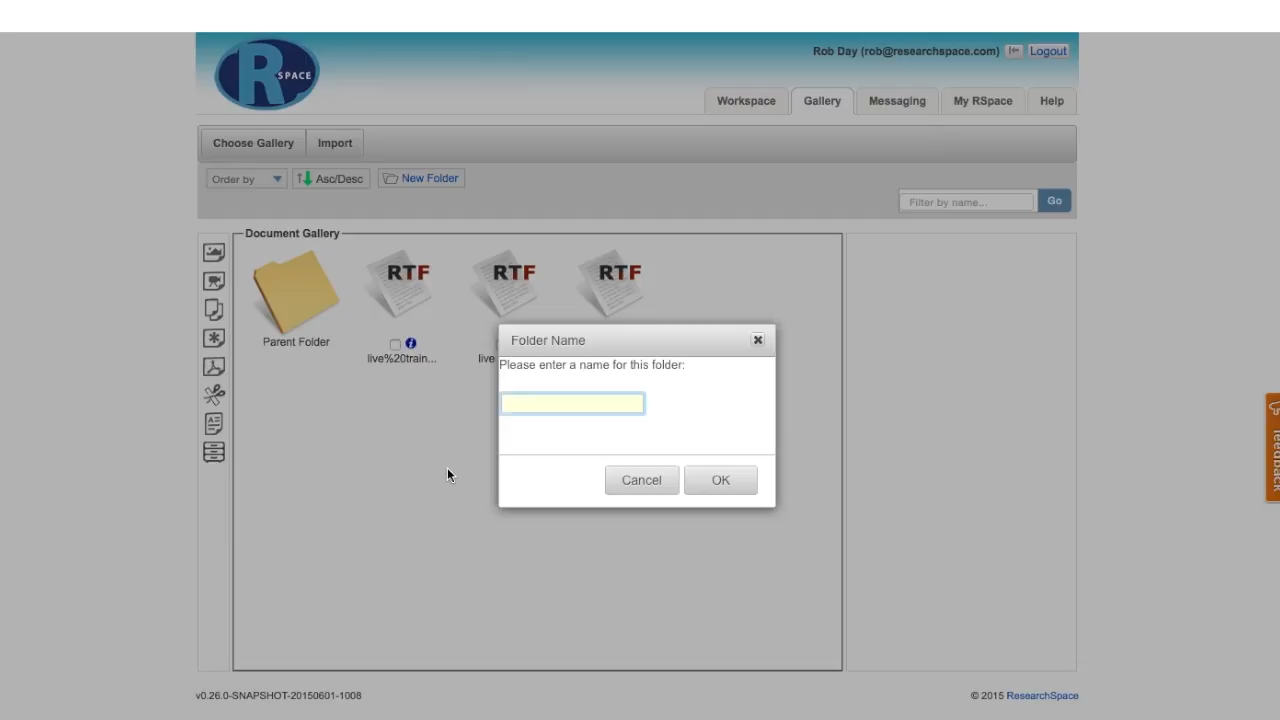 Rob Day (rob@researchspace.com) Logout
R SPACE
Workspace Gallery Messaging My RSpace Help
Choose Gallery Import
Order by Asc/Desc New Folder
Filter by name... Go
Document Gallery
RTF RTF RTF
Parent Folder
live%20train... live
Folder Name
Please enter a name for this folder:
Cancel OK
feedback
v0.26.0-SNAPSHOT-20150601-1008 © 2015 ResearchSpace